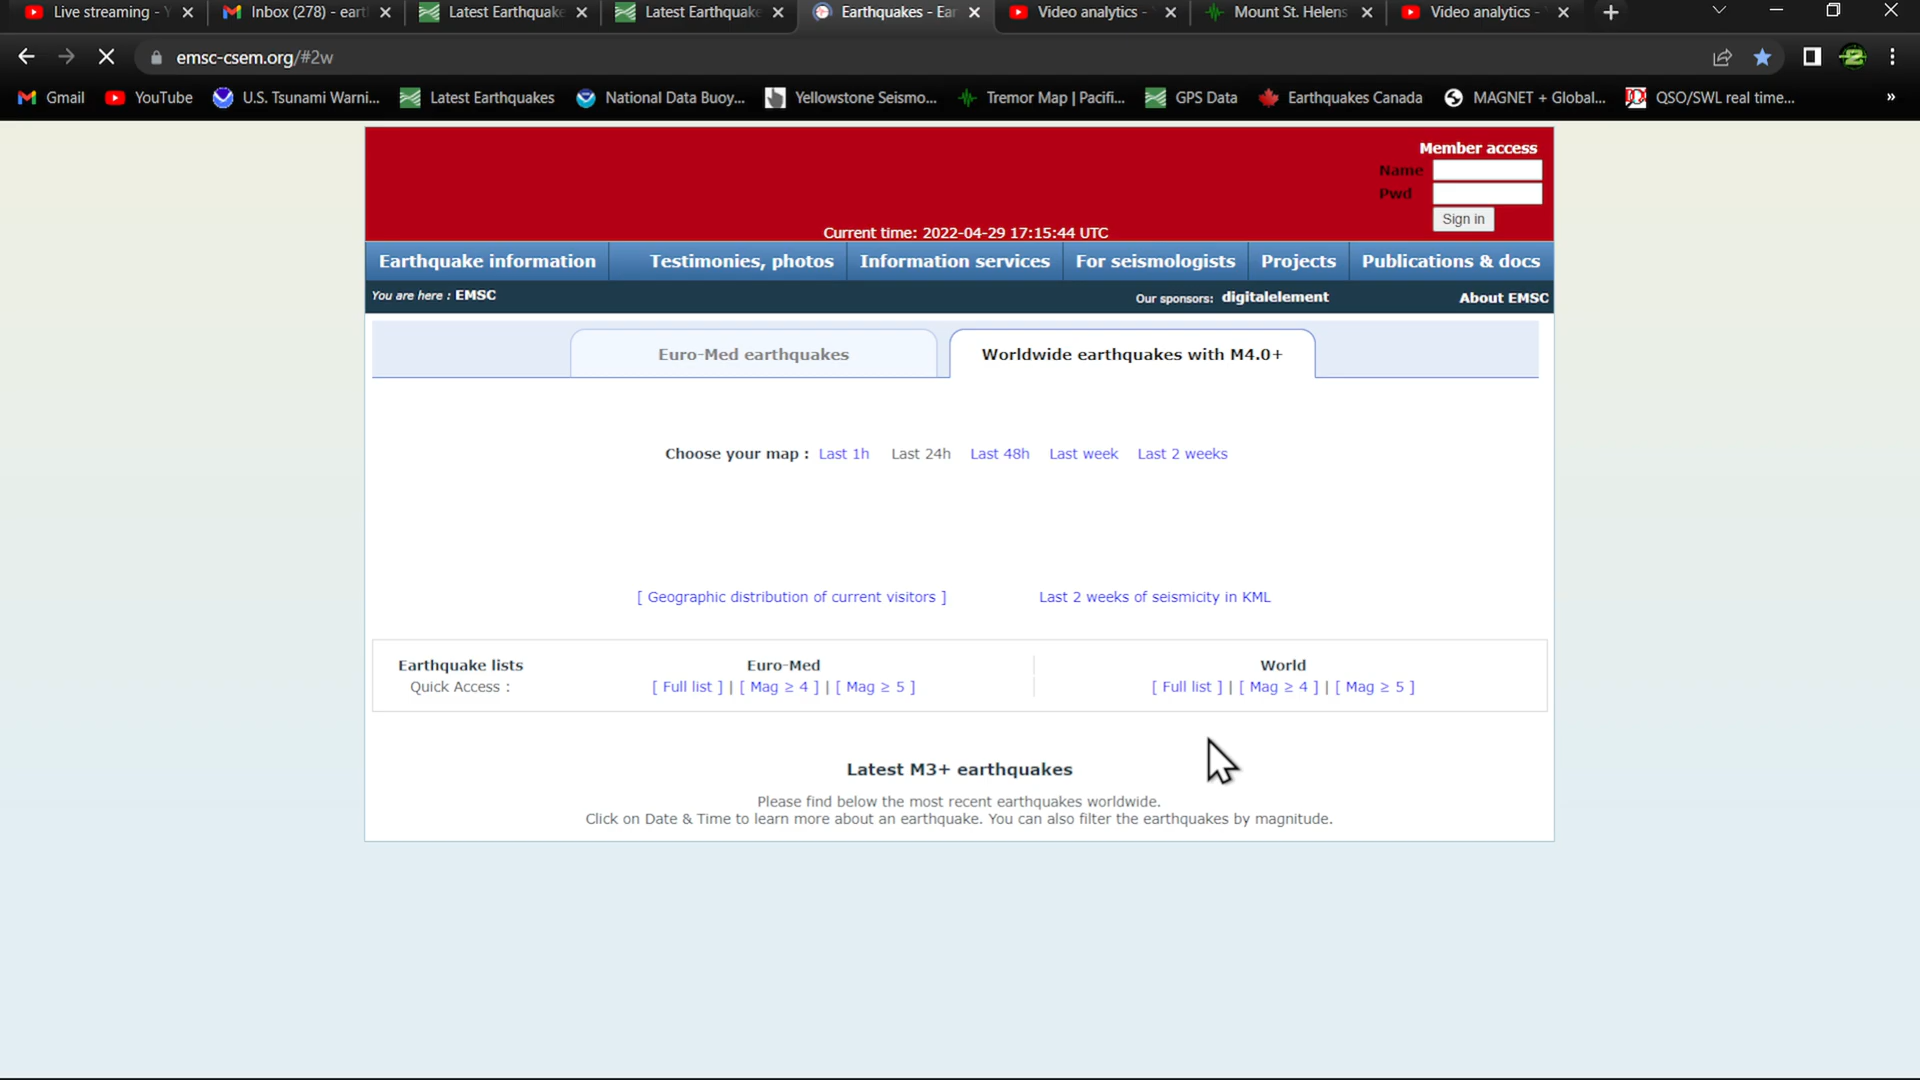 Live streaming -
Inbox (278) - eart
Latest Earthquake
Latest Earthquake
Earthquakes - Ear
Video analytics -
Mount St. Helens
Video analytics -
emsc-csem.org/#2w
Gmail
YouTube
U.S. Tsunami Warni...
Latest Earthquakes
National Data Buoy...
Yellowstone Seismo...
Tremor Map | Pacifi...
GPS Data
Earthquakes Canada
MAGNET + Global...
QSO/SWL real time...
»
Member access
Name
Pwd
Sign in
Current time: 2022-04-29 17:15:44 UTC
Earthquake information
Testimonies, photos
Information services
For seismologists
Projects
Publications & docs
You are here : EMSC
Our sponsors: digitalelement
About EMSC
Euro-Med earthquakes
Worldwide earthquakes with M4.0+
Choose your map : Last 1h Last 24h Last 48h Last week Last 2 weeks
[ Geographic distribution of current visitors ]
Last 2 weeks of seismicity in KML
Earthquake lists
Euro-Med
World
Quick Access :
[ Full list ] | [ Mag ≥ 4 ] | [ Mag ≥ 5 ]
[ Full list ] | [ Mag ≥ 4 ] | [ Mag ≥ 5 ]
Latest M3+ earthquakes
Please find below the most recent earthquakes worldwide.
Click on Date & Time to learn more about an earthquake. You can also filter the earthquakes by magnitude.